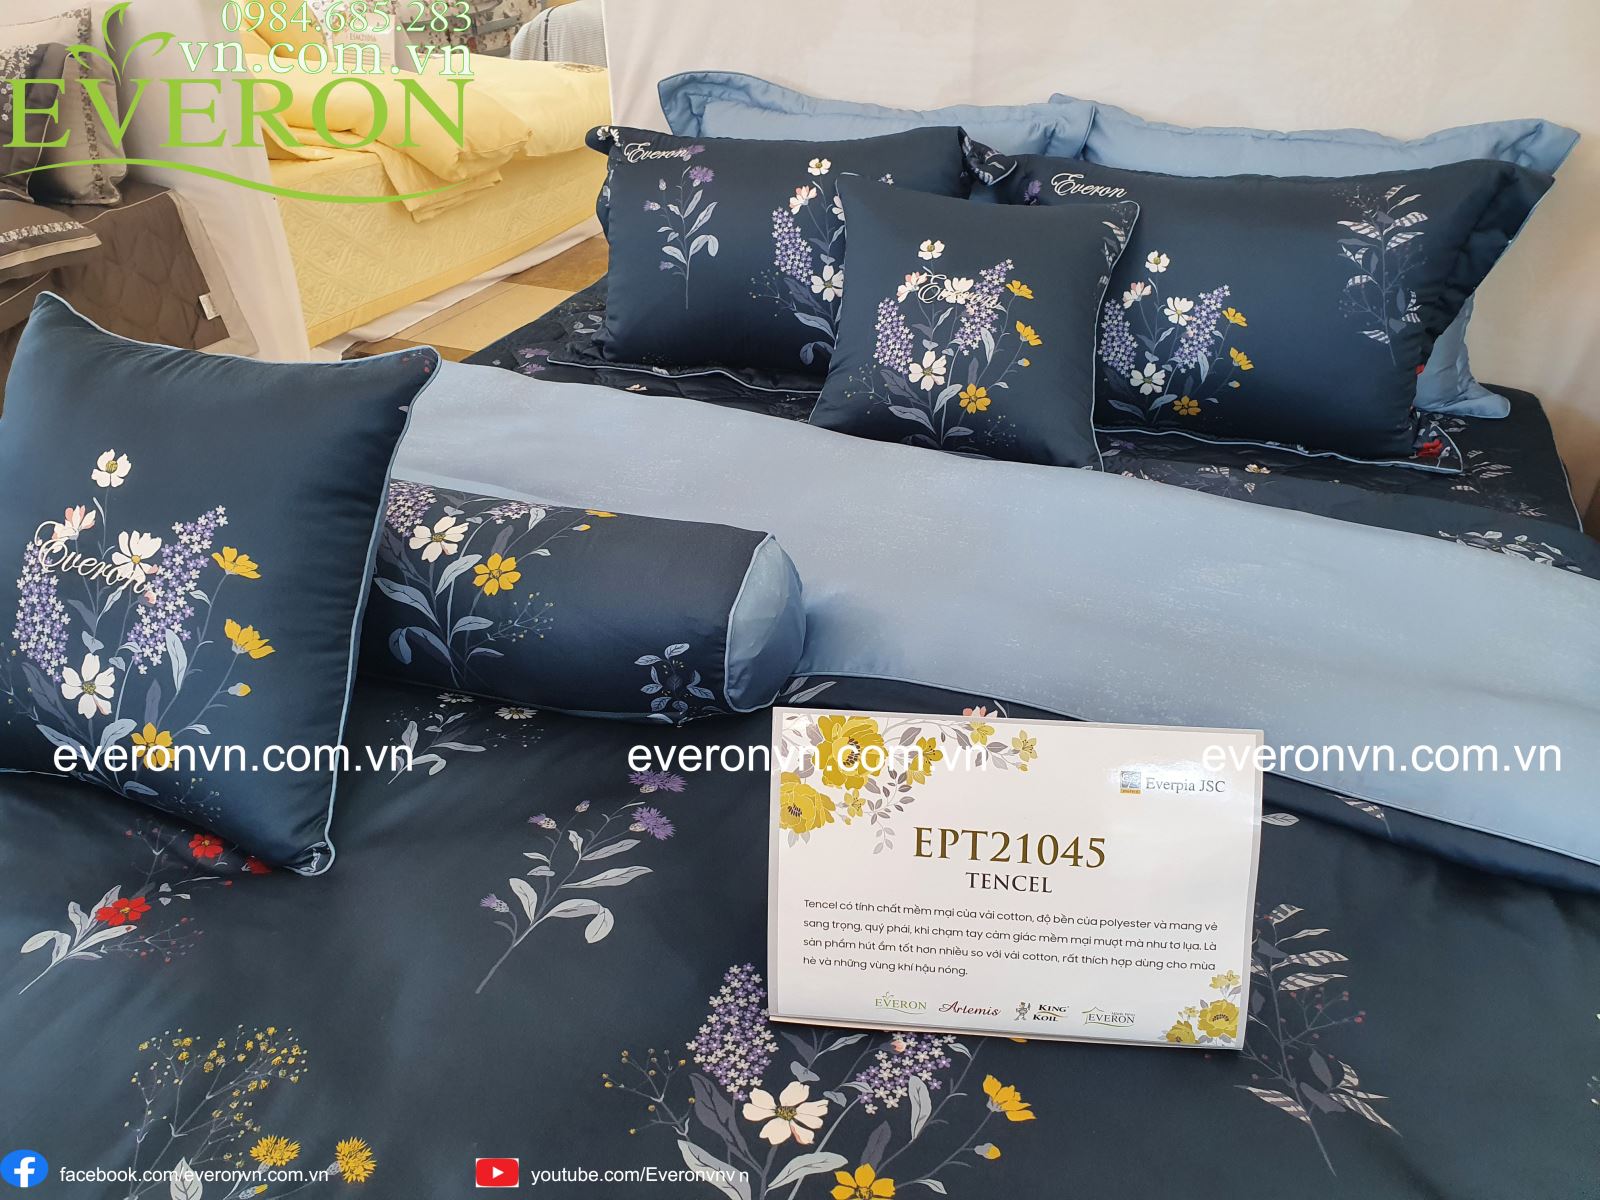 0984.685.283
vn.com.vn
EVERON
Everon
Everon
Everon
Everon
everonvn.com.vn
everonvn.com.vn
everonvn.com.vn
Everpia JSC
EPT21045
TENCEL
Tencel có tính chất mềm mại của vải cotton, độ bền của polyester và mang vẻ
sang trọng, quý phái, khi chạm tay cảm giác mềm mại mượt mà như tơ lụa. Là
sản phẩm hút ẩm tốt hơn nhiều so với vải cotton, rất thích hợp dùng cho mùa
hè và những vùng khí hậu nóng.
EVERON
Artemis
KING KOIL
EVERON
facebook.com/everonvn.com.vn
youtube.com/Everonvnv n